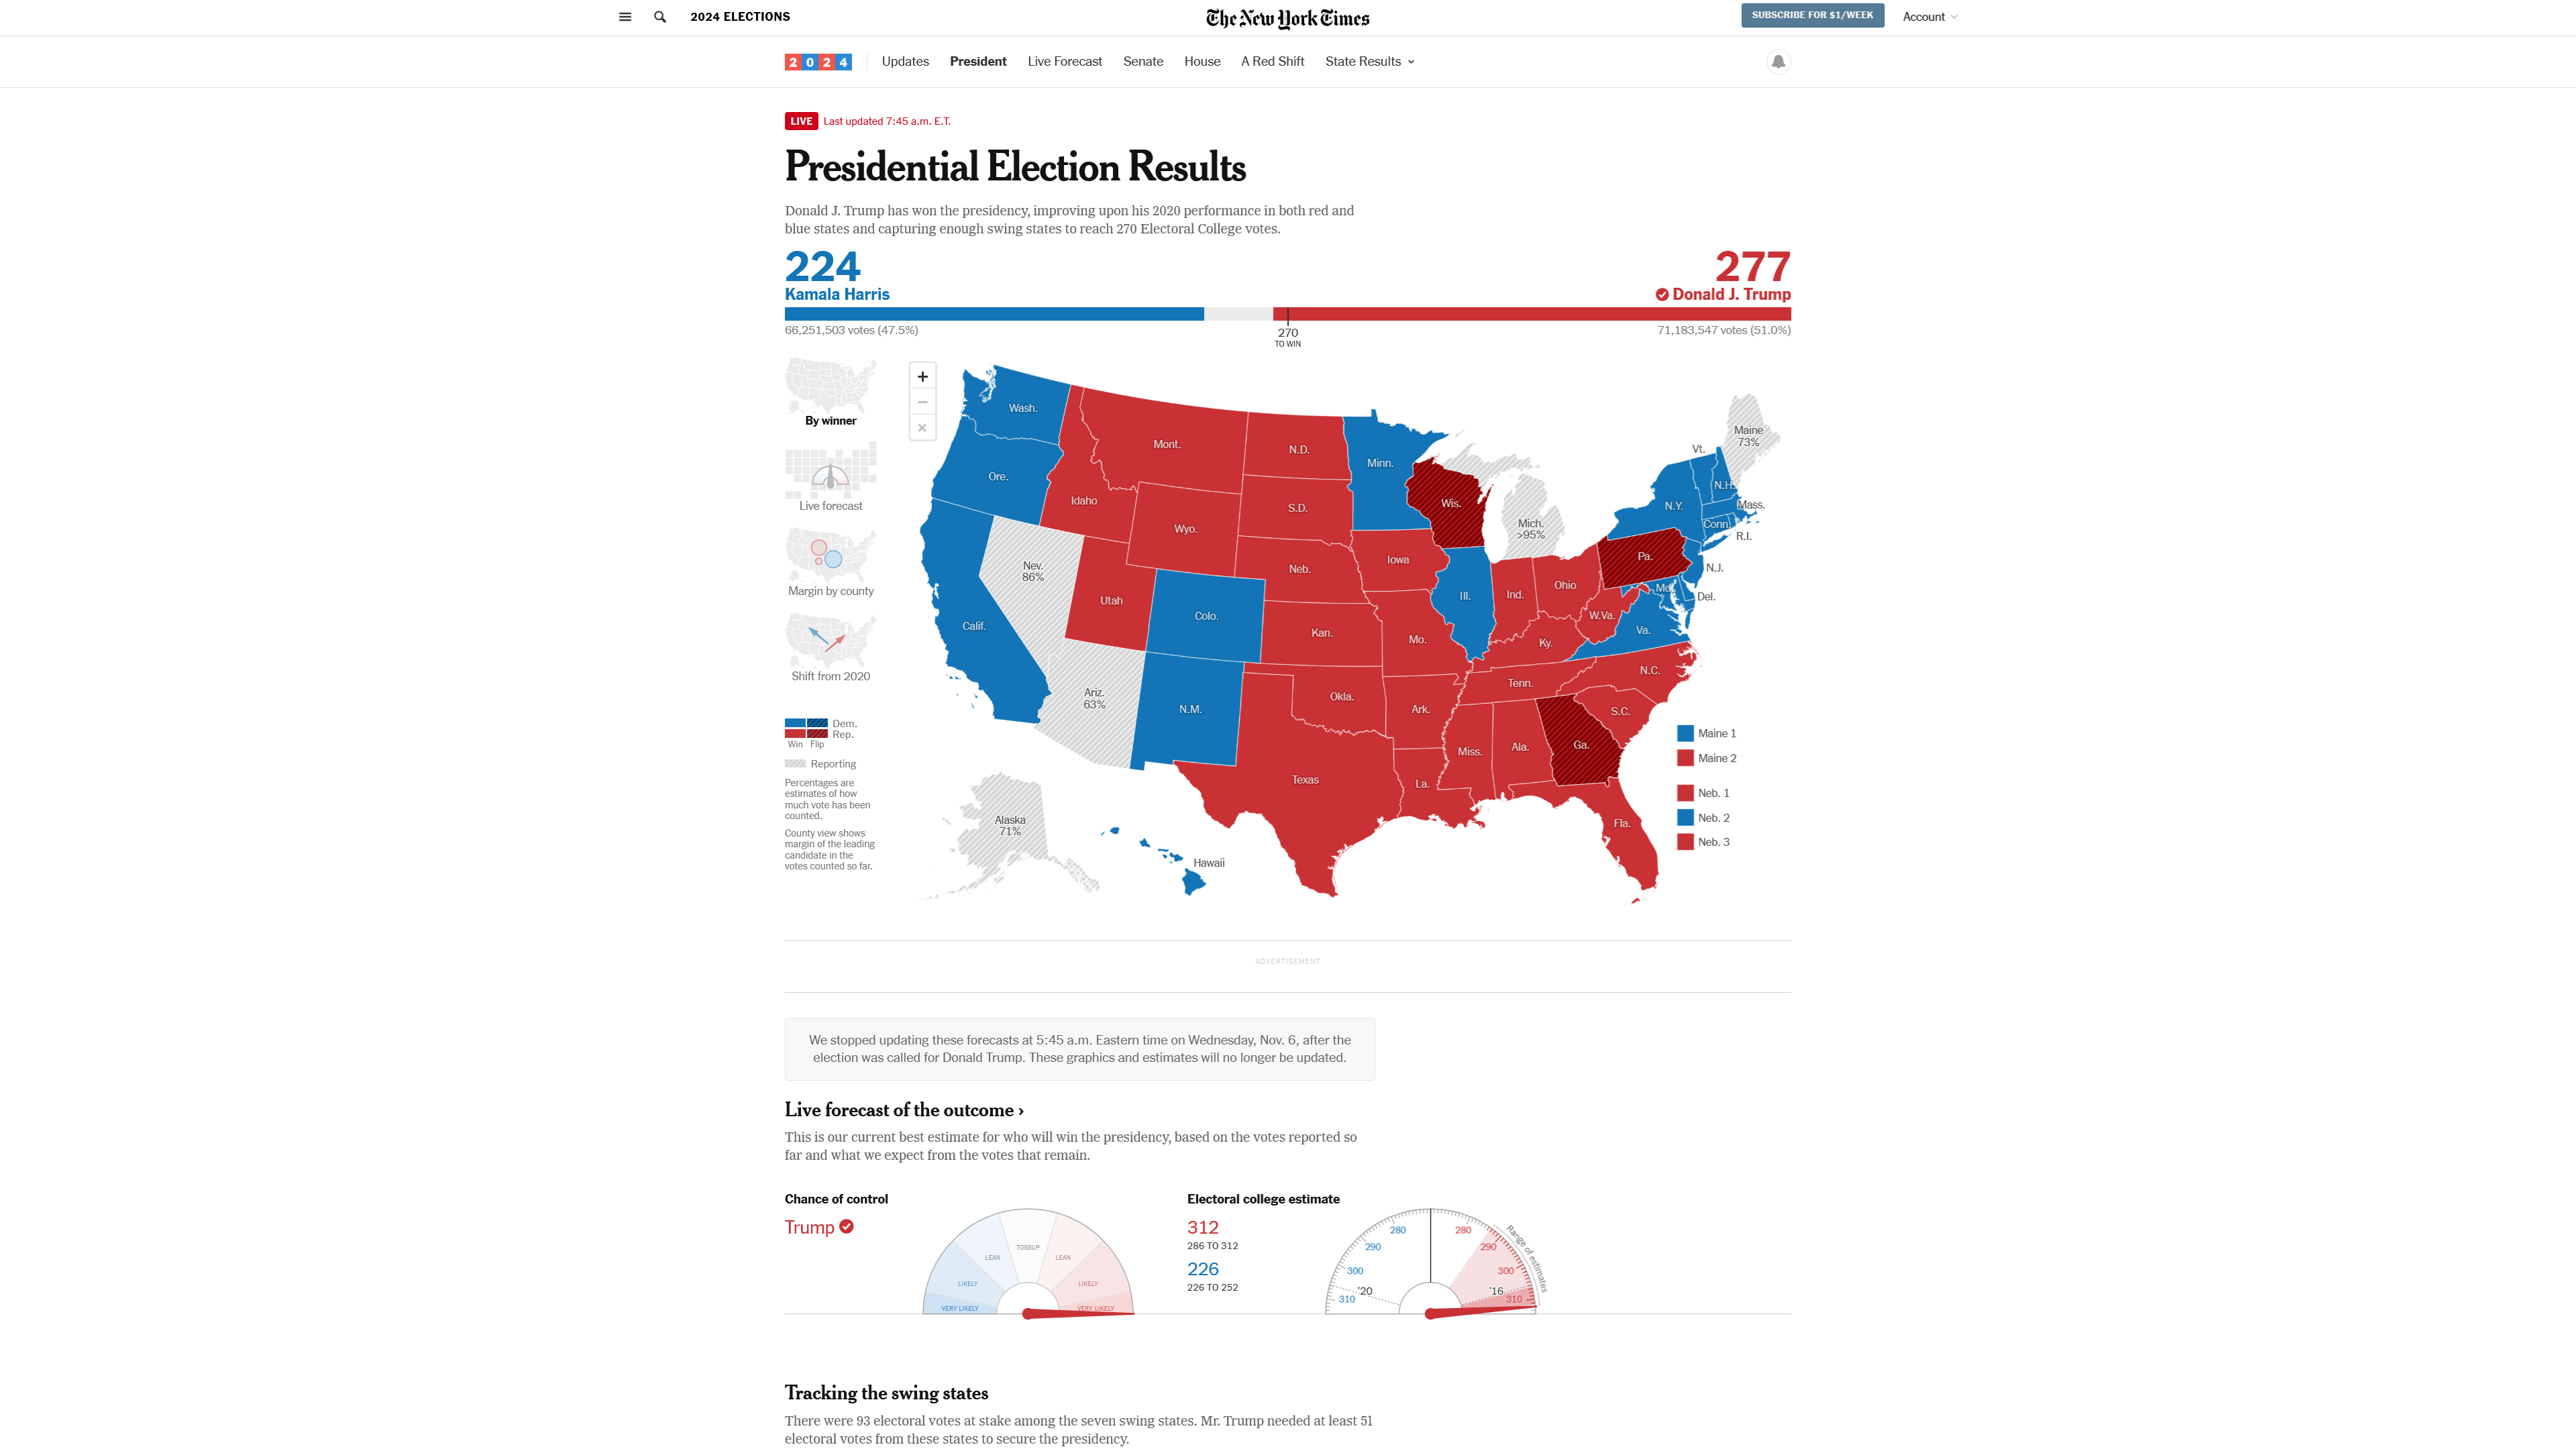 2024 ELECTIONS
The New York Times
SUBSCRIBE FOR $1/WEEK
Account
2024
Updates
President
Live Forecast
Senate
House
A Red Shift
State Results
LIVE
Last updated 7:45 a.m. E.T.
Presidential Election Results
Donald J. Trump has won the presidency, improving upon his 2020 performance in both red and
blue states and capturing enough swing states to reach 270 Electoral College votes.
224
277
Kamala Harris
Donald J. Trump
66,251,503 votes (47.5%)
270
TO WIN
71,183,547 votes (51.0%)
By winner
Live forecast
Margin by county
Shift from 2020
Dem.
Rep.
Win
Flip
Reporting
Percentages are
estimates of how
much vote has been
counted.
County view shows
margin of the leading
candidate in the
votes counted so far.
+
−
×
Wash.
Ore.
Calif.
Idaho
Mont.
Wyo.
Nev.
86%
Utah
Colo.
Ariz.
63%
N.M.
N.D.
S.D.
Neb.
Kan.
Okla.
Texas
Minn.
Iowa
Mo.
Ark.
La.
Wis.
Ill.
Mich.
>95%
Ind.
Ohio
Ky.
Tenn.
Miss.
Ala.
Ga.
Fla.
S.C.
N.C.
Va.
W.Va.
Pa.
Md.
Del.
N.J.
N.Y.
Conn.
R.I.
Mass.
Vt.
N.H.
Maine
73%
Alaska
71%
Hawaii
Maine 1
Maine 2
Neb. 1
Neb. 2
Neb. 3
ADVERTISEMENT
We stopped updating these forecasts at 5:45 a.m. Eastern time on Wednesday, Nov. 6, after the
election was called for Donald Trump. These graphics and estimates will no longer be updated.
Live forecast of the outcome ›
This is our current best estimate for who will win the presidency, based on the votes reported so
far and what we expect from the votes that remain.
Chance of control
Trump
VERY LIKELY
LIKELY
LEAN
TOSSUP
LEAN
LIKELY
VERY LIKELY
Electoral college estimate
312
286 TO 312
226
226 TO 252
310
'20
300
290
280
280
290
300
'16
310
Range of estimates
Tracking the swing states
There were 93 electoral votes at stake among the seven swing states. Mr. Trump needed at least 51
electoral votes from these states to secure the presidency.